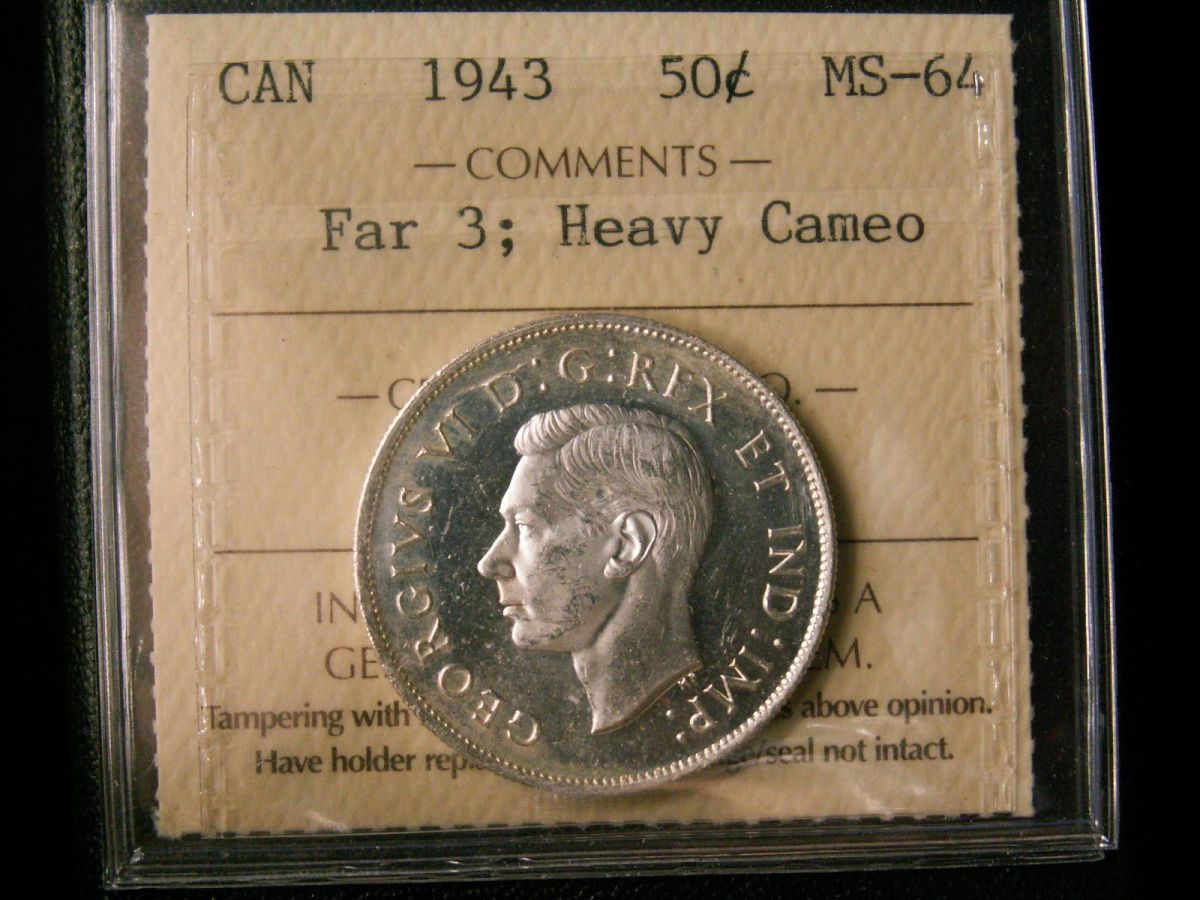 CAN 1943 50¢ MS-64
— COMMENTS —
Far 3; Heavy Cameo
GEORGIVS VI D:G:REX ET IND:IMP:
A
Tampering with above opinion.
Have holder seal not intact.